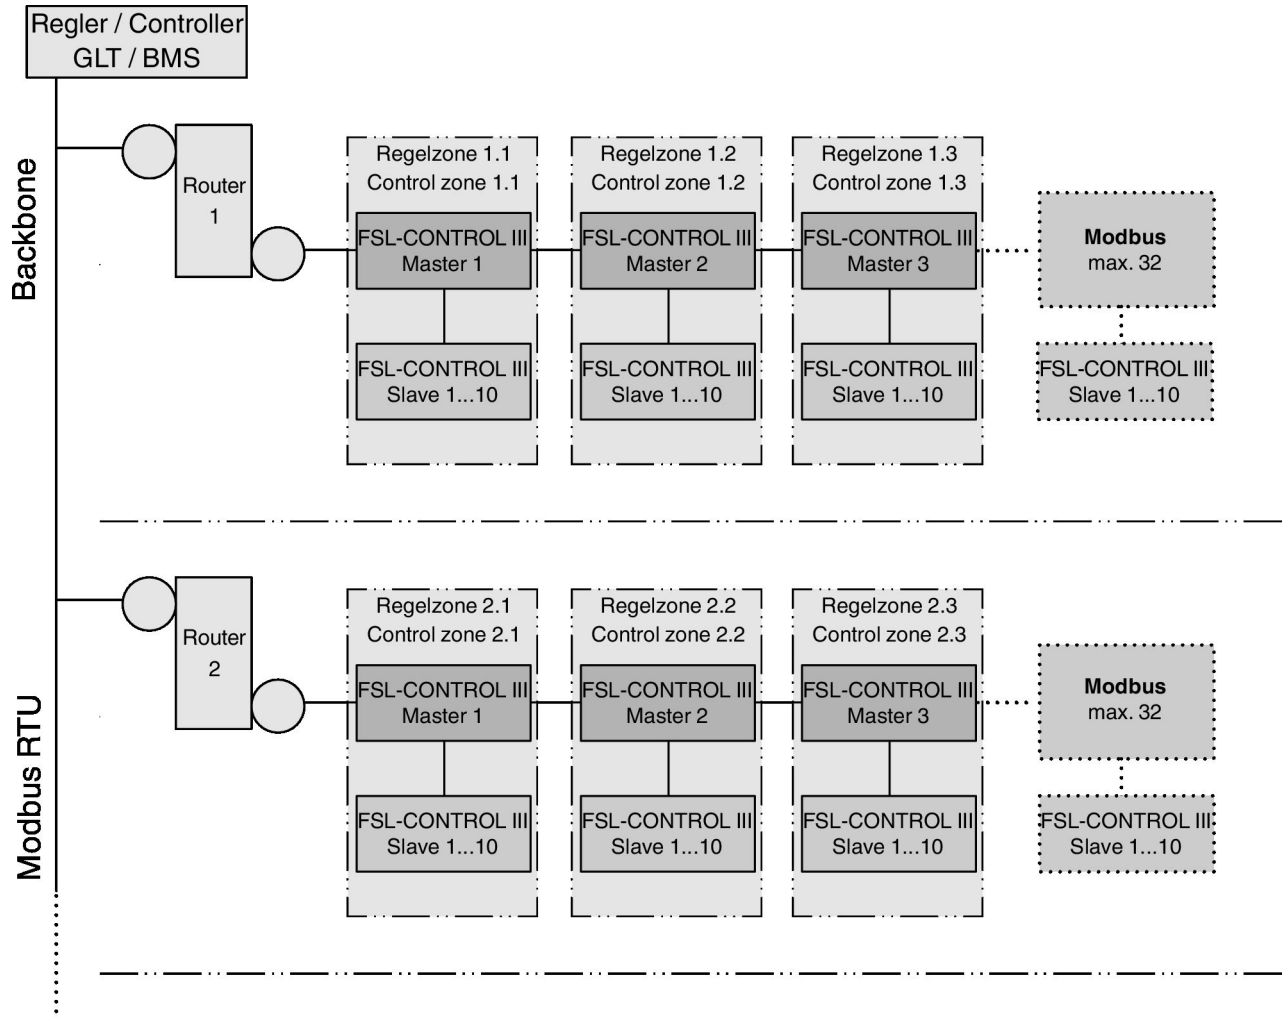 Regler / Controller
GLT / BMS
Backbone
Router
1
Regelzone 1.1
Control zone 1.1
FSL-CONTROL III
Master 1
FSL-CONTROL III
Slave 1...10
Regelzone 1.2
Control zone 1.2
FSL-CONTROL III
Master 2
FSL-CONTROL III
Slave 1...10
Regelzone 1.3
Control zone 1.3
FSL-CONTROL III
Master 3
FSL-CONTROL III
Slave 1...10
Modbus
max. 32
FSL-CONTROL III
Slave 1...10
Modbus RTU
Router
2
Regelzone 2.1
Control zone 2.1
FSL-CONTROL III
Master 1
FSL-CONTROL III
Slave 1...10
Regelzone 2.2
Control zone 2.2
FSL-CONTROL III
Master 2
FSL-CONTROL III
Slave 1...10
Regelzone 2.3
Control zone 2.3
FSL-CONTROL III
Master 3
FSL-CONTROL III
Slave 1...10
Modbus
max. 32
FSL-CONTROL III
Slave 1...10